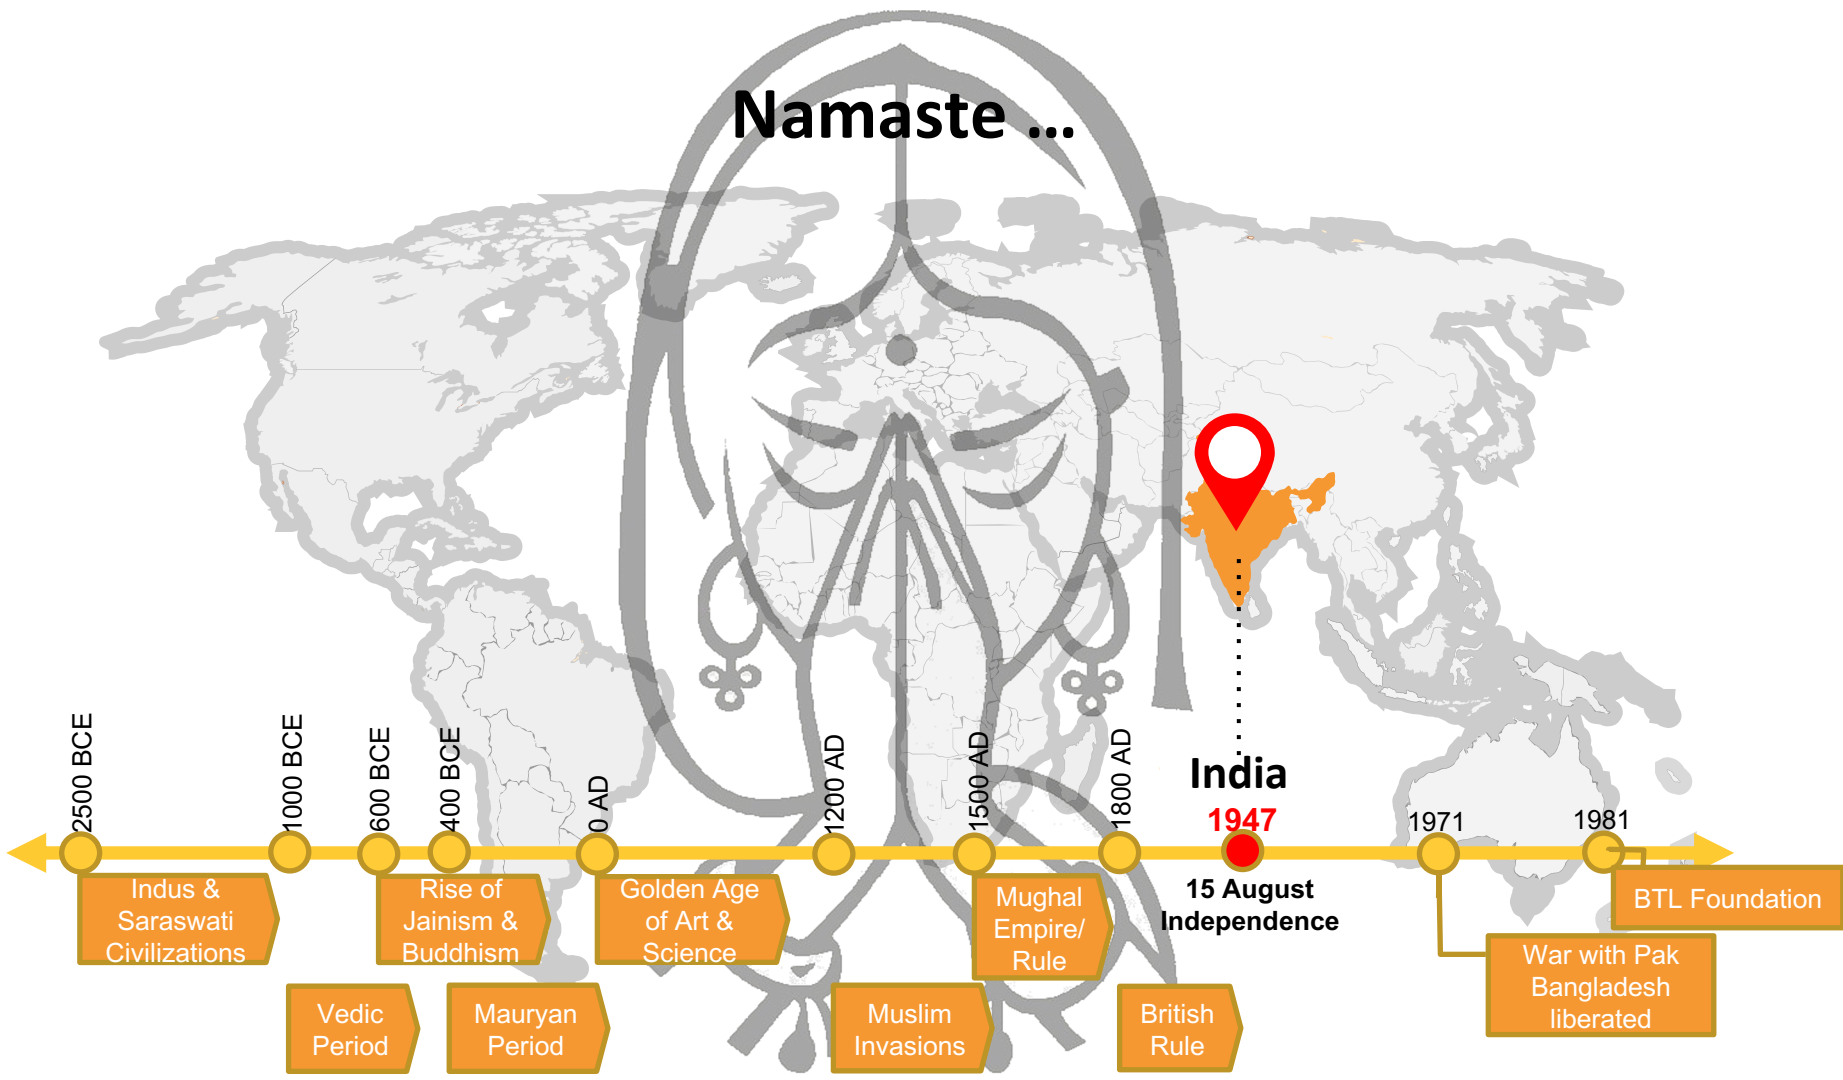 Namaste ...
2500 BCE
1000 BCE
600 BCE
400 BCE
0 AD
1200 AD
1500 AD
1800 AD
India
1947
1971
1981
15 August
Independence
Indus &
Saraswati
Civilizations
Vedic
Period
Rise of
Jainism &
Buddhism
Mauryan
Period
Golden Age
of Art &
Science
Muslim
Invasions
Mughal
Empire/
Rule
British
Rule
War with Pak
Bangladesh
liberated
BTL Foundation